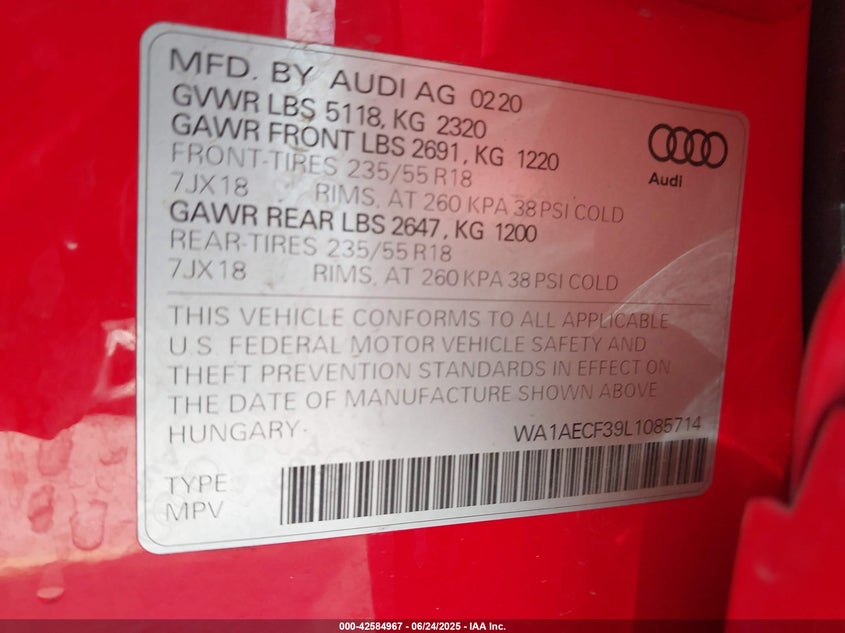 MFD. BY AUDI AG 0220
GVWR LBS 5118, KG 2320
GAWR FRONT LBS 2691, KG 1220
FRONT-TIRES 235/55 R18
7JX18 RIMS, AT 260 KPA 38 PSI COLD
GAWR REAR LBS 2647, KG 1200
REAR-TIRES 235/55 R18
7JX18 RIMS, AT 260 KPA 38 PSI COLD
Audi
THIS VEHICLE CONFORMS TO ALL APPLICABLE
U.S. FEDERAL MOTOR VEHICLE SAFETY AND
THEFT PREVENTION STANDARDS IN EFFECT ON
THE DATE OF MANUFACTURE SHOWN ABOVE
HUNGARY· WA1AECF39L1085714
TYPE:
MPV
000-42584967 - 06/24/2025 - IAA Inc.